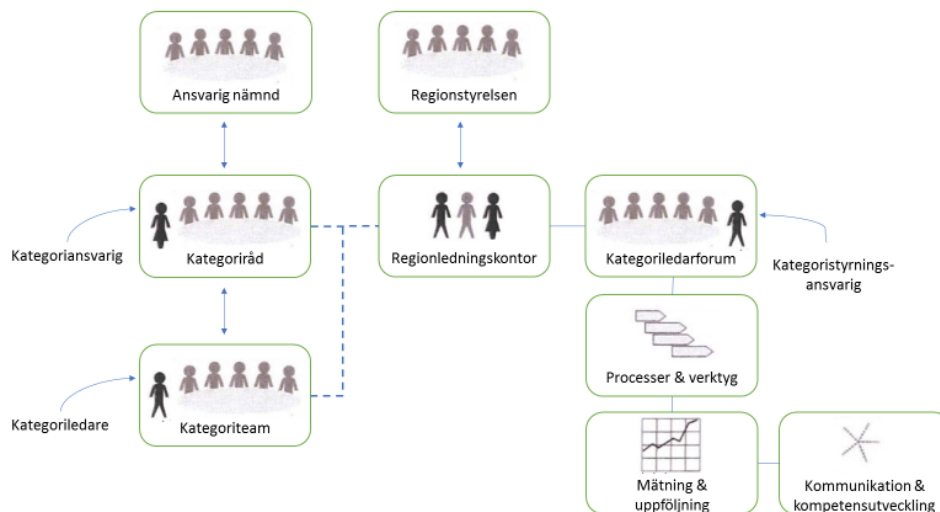 Ansvarig nämnd
Regionstyrelsen
Kategoriansvarig
Kategoriråd
Regionledningskontor
Kategoriledarforum
Kategoristyrnings-
ansvarig
Processer & verktyg
Kategoriledare
Kategoriteam
Mätning &
uppföljning
Kommunikation &
kompetensutveckling